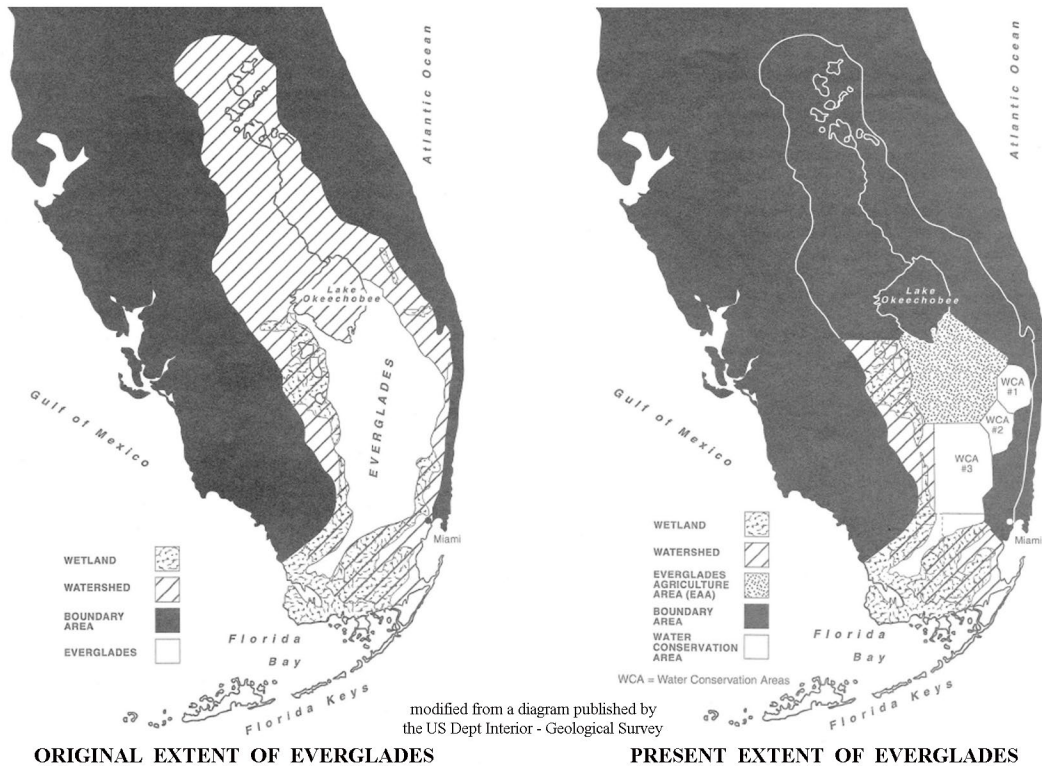 Atlantic Ocean
Lake
Okeechobee
EVERGLADES
Gulf of Mexico
Miami
WETLAND
WATERSHED
BOUNDARY
AREA
EVERGLADES
Florida
Bay
Florida Keys
ORIGINAL EXTENT OF EVERGLADES
Atlantic Ocean
Lake
Okeechobee
WCA
#1
WCA
#2
WCA
#3
Gulf of Mexico
Miami
WETLAND
WATERSHED
EVERGLADES
AGRICULTURE
AREA (EAA)
BOUNDARY
AREA
WATER
CONSERVATION
AREA
WCA = Water Conservation Areas
Florida
Bay
Florida Keys
modified from a diagram published by
the US Dept Interior - Geological Survey
PRESENT EXTENT OF EVERGLADES